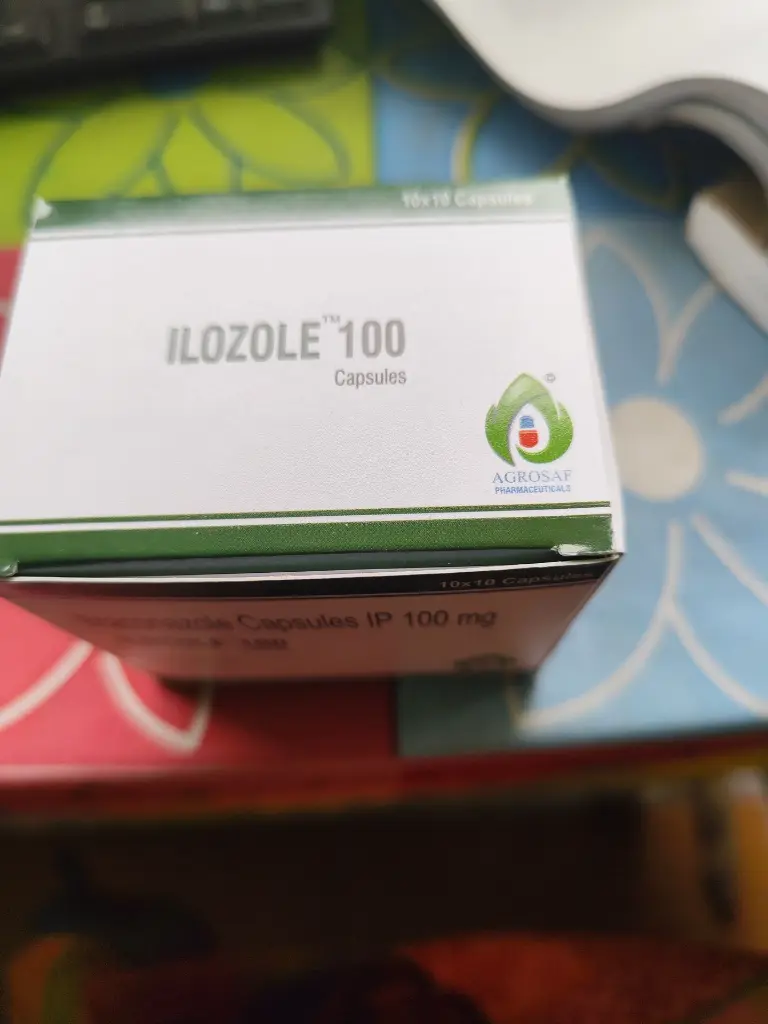 10x10 Capsules
ILOZOLE™ 100
Capsules
AGROSAF
PHARMACEUTICALS
10x10 Capsules
Capsules IP 100 mg